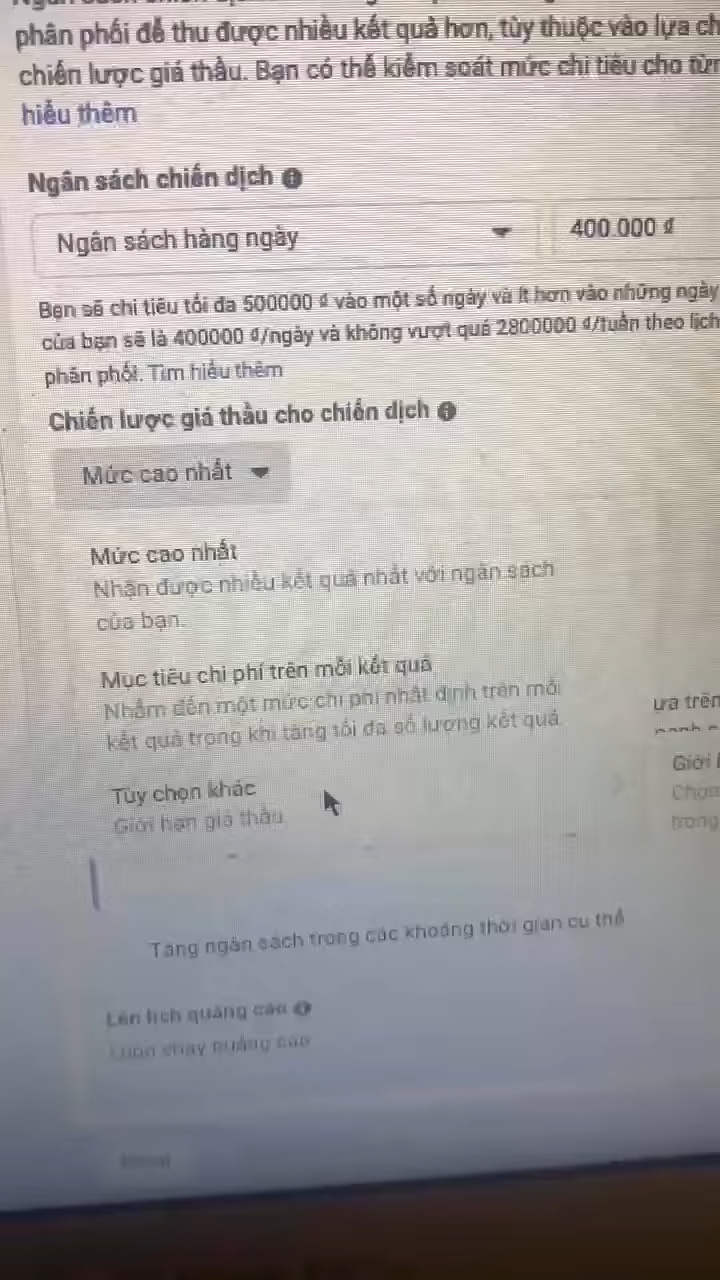 phân phối để thu được nhiều kết quả hơn, tùy thuộc vào lựa
chiến lược giá thầu. Bạn có thể kiểm soát mức chi tiêu cho
hiểu thêm
Ngân sách chiến dịch
Ngân sách hàng ngày
400.000 ₫
Bạn sẽ chi tiêu tối đa 500000 ₫ vào một số ngày và ít hơn vào những ngày
của bạn sẽ là 400000 ₫/ngày và không vượt quá 2800000 ₫/tuần theo lịch
phân phối. Tìm hiểu thêm
Chiến lược giá thầu cho chiến dịch
Mức cao nhất
Mức cao nhất
Nhận được nhiều kết quả nhất với ngân sách
của bạn.
Mục tiêu chi phí trên mỗi kết quả
Nhắm đến một mức chi phí nhất định trên mỗi
kết quả trong khi tăng tối đa số lượng kết quả.
Tùy chọn khác
Giới hạn giá thầu
trên
Giới
trong
Tăng ngân sách trong các khoảng thời gian cụ thể
Lên lịch quảng cáo
Luôn chạy quảng cáo